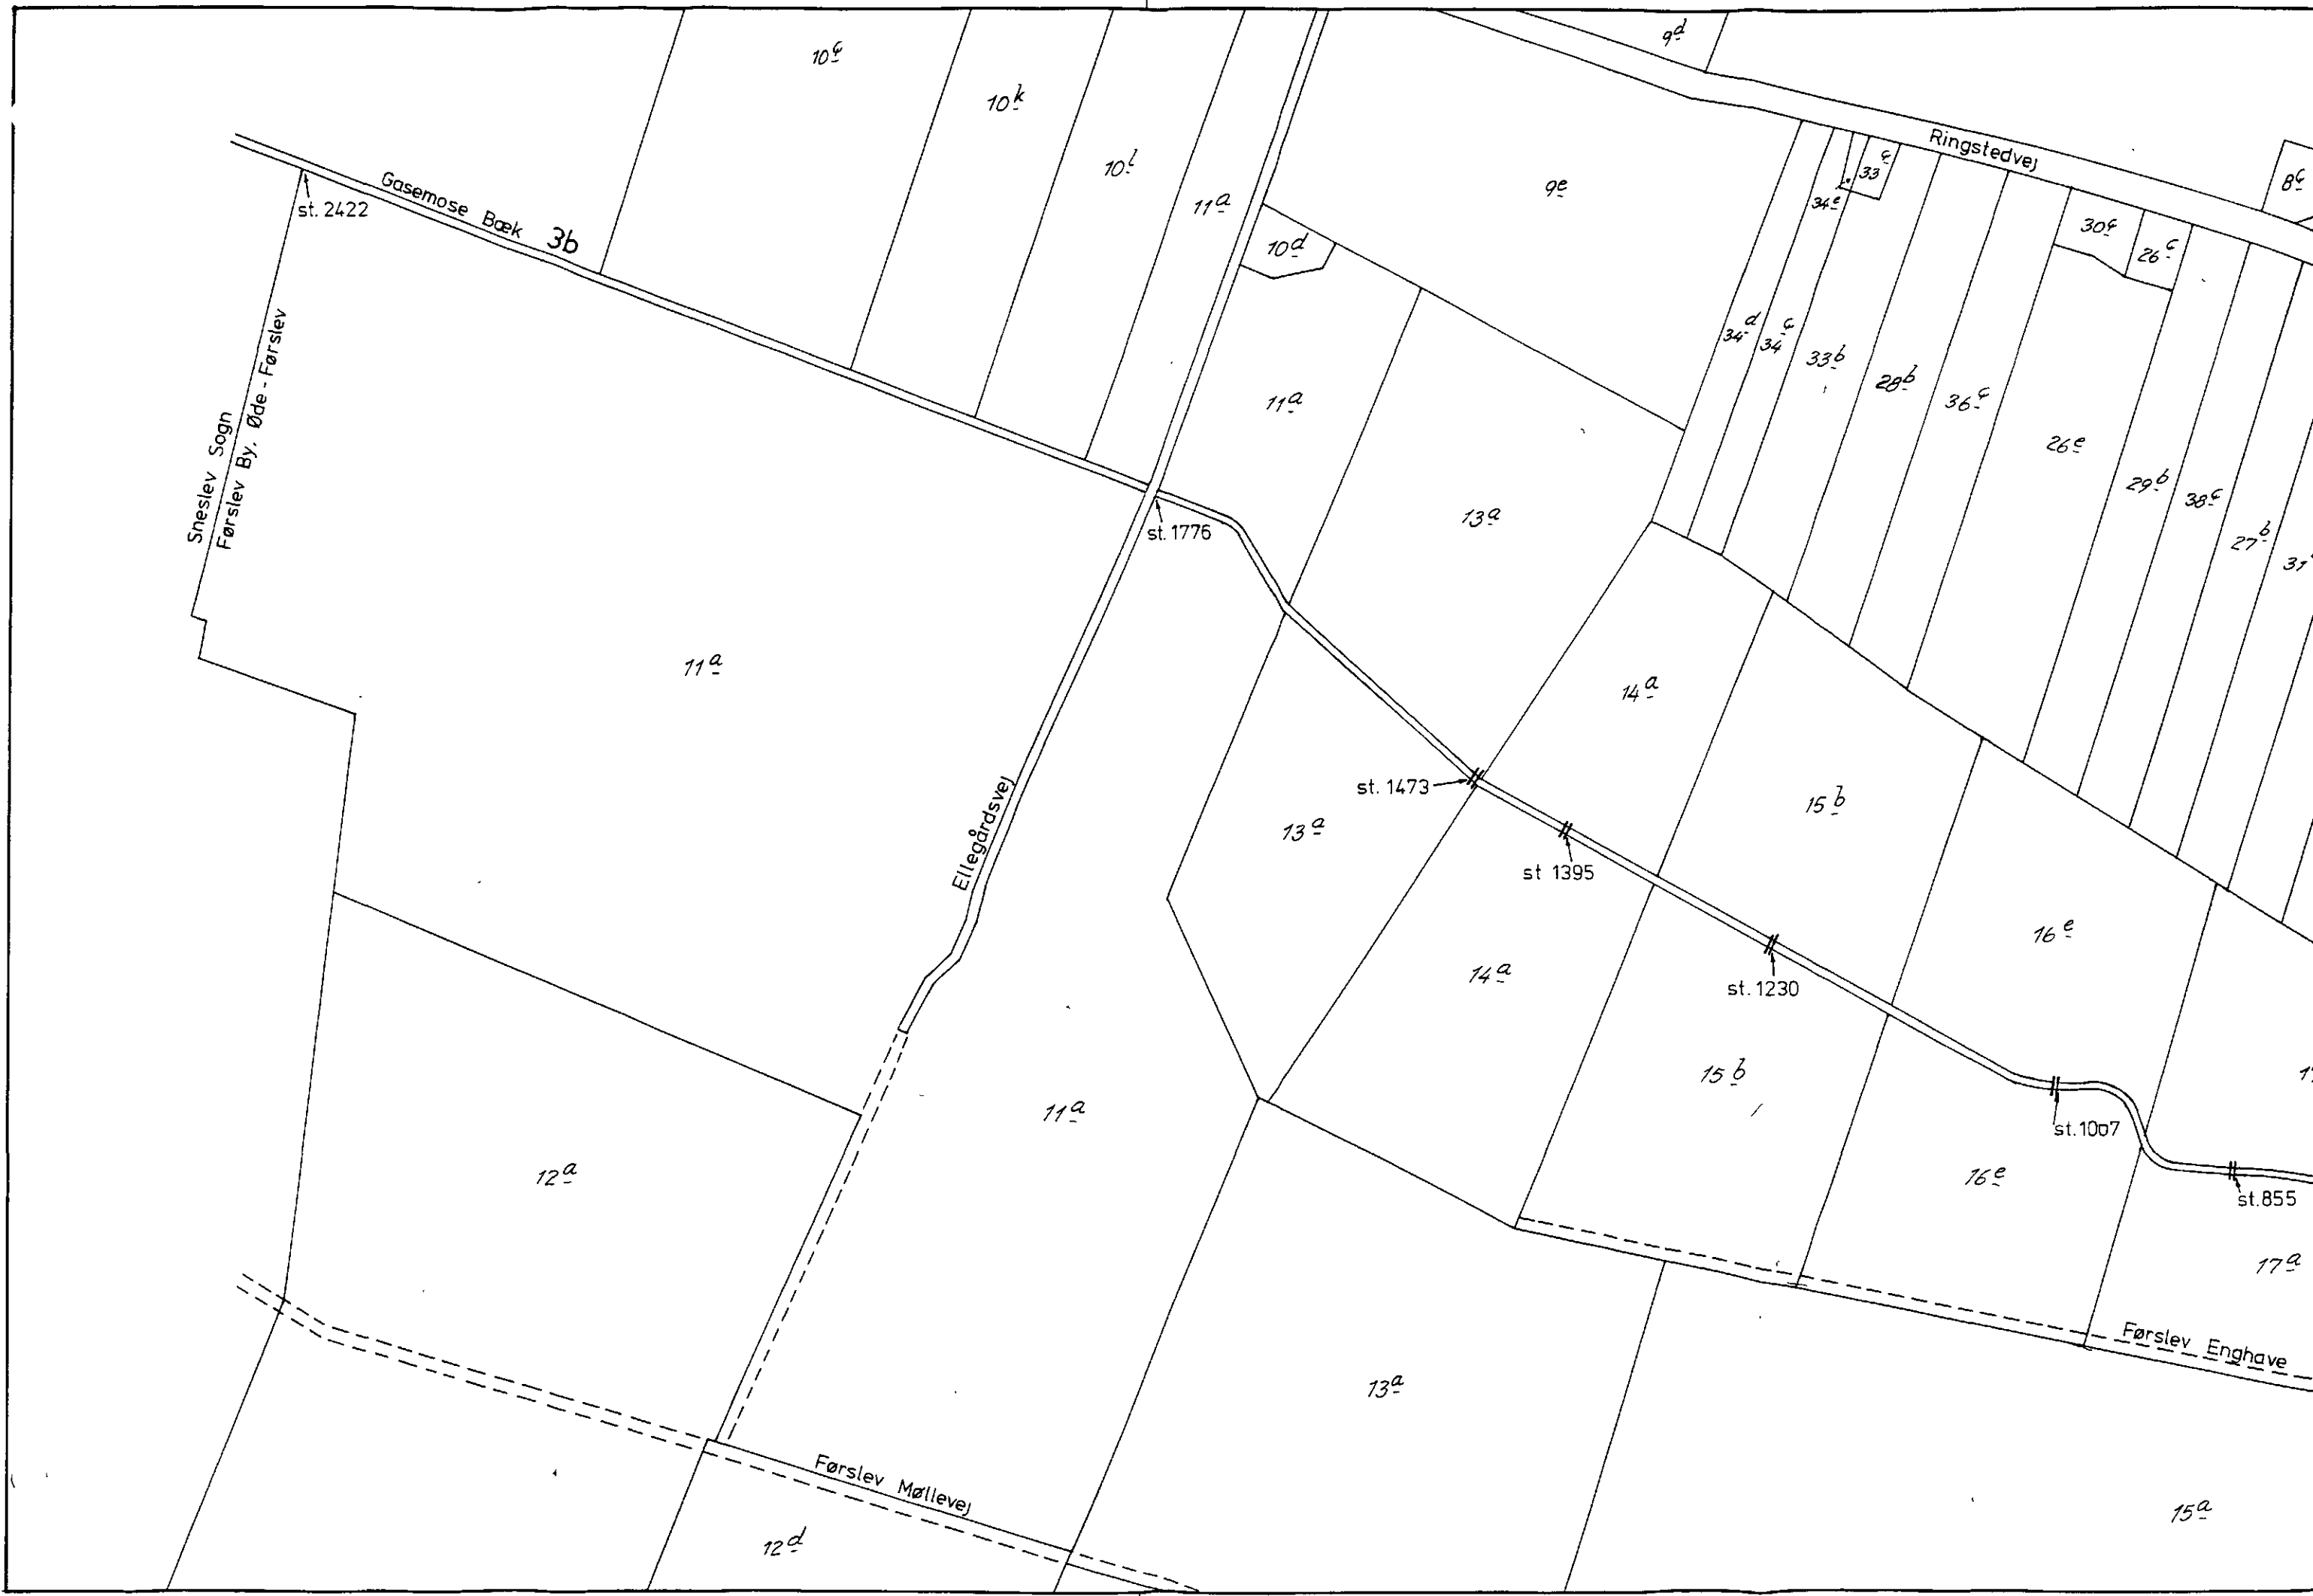 9d
10c
10k
10l
11a
Ringstedvej
8c
9e
33c
34e
30c
26c
10d
Gasemose Bæk 3b
st. 2422
34d
34c
33b
28b
36c
26e
29b
38c
27b
31
11a
13a
Sneslev Sogn
Førslev By, Øde-Førslev
st. 1776
11a
14a
st. 1473
15b
13a
st 1395
Ellegårdsvej
16e
14a
st. 1230
15b
11a
st. 1007
12a
16e
st. 855
17a
Førslev Enghave
13a
Førslev Møllevej
15a
12d